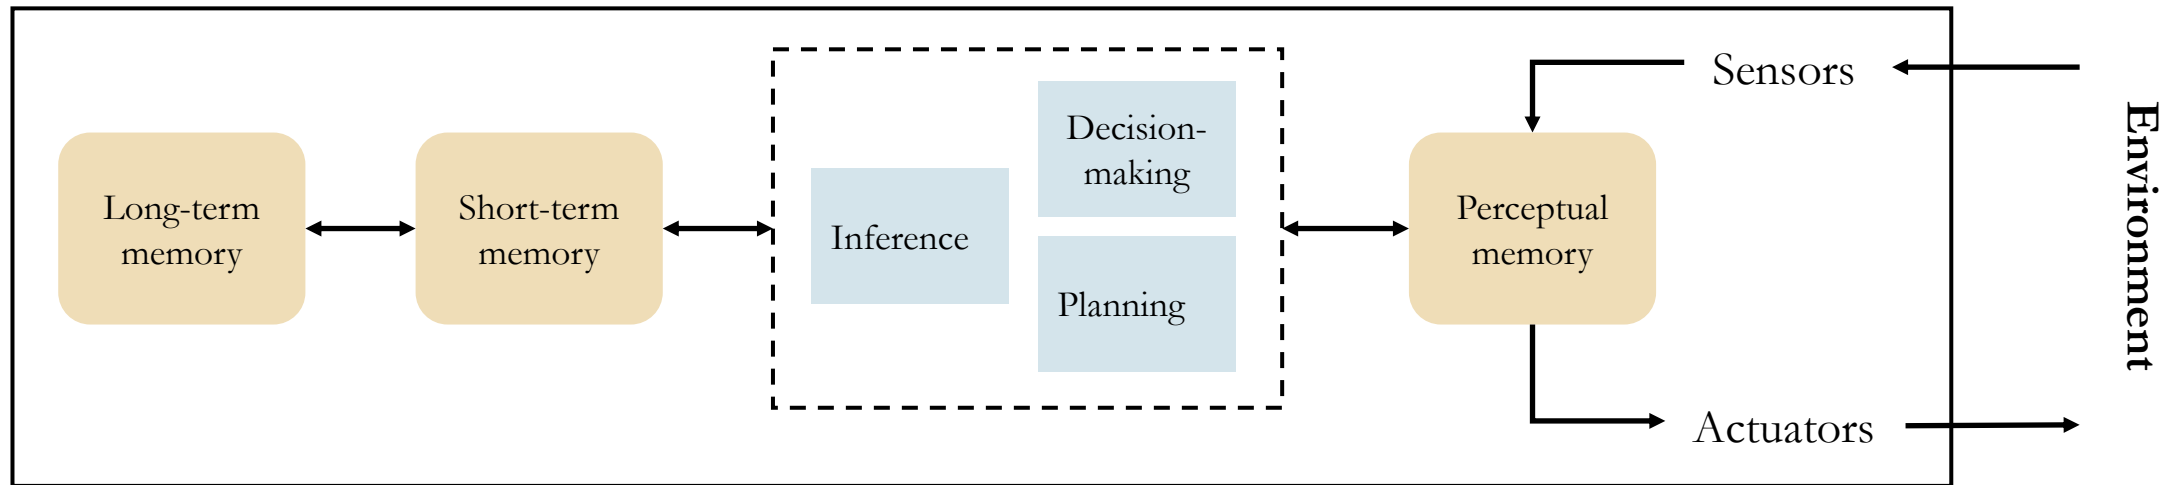 Long-term
memory
Short-term
memory
Inference
Decision-
making
Planning
Perceptual
memory
Sensors
Actuators
Environment